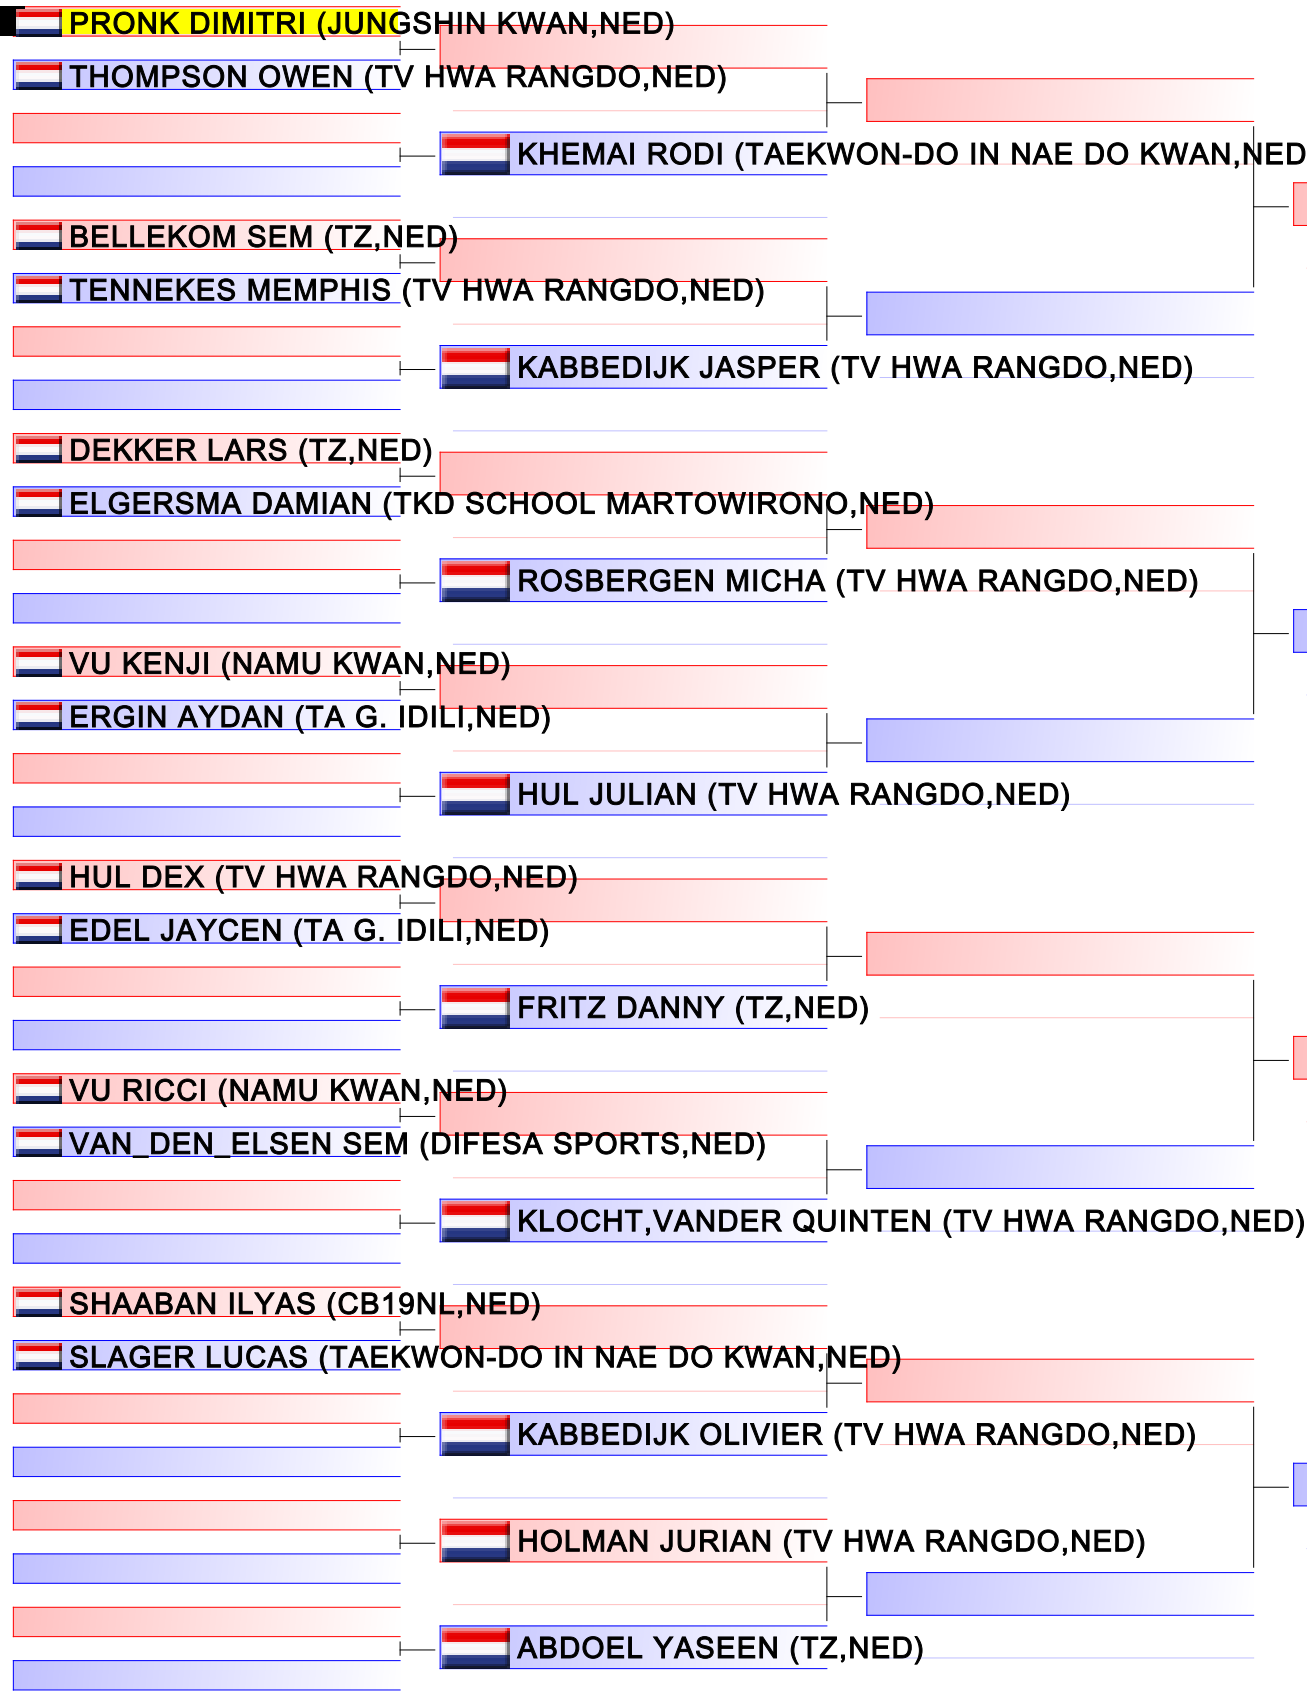 PRONK DIMITRI (JUNGSHIN KWAN,NED)
THOMPSON OWEN (TV HWA RANGDO,NED)
KHEMAI RODI (TAEKWON-DO IN NAE DO KWAN,NED
BELLEKOM SEM (TZ,NED)
TENNEKES MEMPHIS (TV HWA RANGDO,NED)
KABBEDIJK JASPER (TV HWA RANGDO,NED)
DEKKER LARS (TZ,NED)
ELGERSMA DAMIAN (TKD SCHOOL MARTOWIRONO,NED)
ROSBERGEN MICHA (TV HWA RANGDO,NED)
VU KENJI (NAMU KWAN,NED)
ERGIN AYDAN (TA G. IDILI,NED)
HUL JULIAN (TV HWA RANGDO,NED)
HUL DEX (TV HWA RANGDO,NED)
EDEL JAYCEN (TA G. IDILI,NED)
FRITZ DANNY (TZ,NED)
VU RICCI (NAMU KWAN,NED)
VAN_DEN_ELSEN SEM (DIFESA SPORTS,NED)
KLOCHT,VANDER QUINTEN (TV HWA RANGDO,NED)
SHAABAN ILYAS (CB19NL,NED)
SLAGER LUCAS (TAEKWON-DO IN NAE DO KWAN,NED)
KABBEDIJK OLIVIER (TV HWA RANGDO,NED)
HOLMAN JURIAN (TV HWA RANGDO,NED)
ABDOEL YASEEN (TZ,NED)